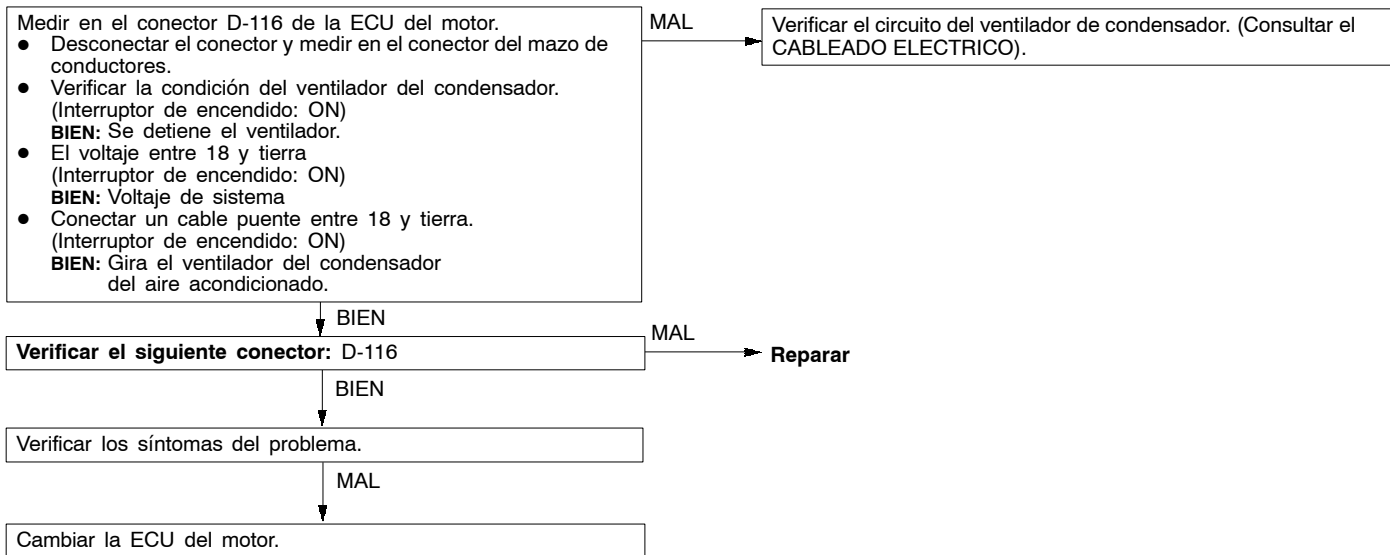 Medir en el conector D-116 de la ECU del motor.
● Desconectar el conector y medir en el conector del mazo de
conductores.
● Verificar la condición del ventilador del condensador.
(Interruptor de encendido: ON)
BIEN: Se detiene el ventilador.
● El voltaje entre 18 y tierra
(Interruptor de encendido: ON)
BIEN: Voltaje de sistema
● Conectar un cable puente entre 18 y tierra.
(Interruptor de encendido: ON)
BIEN: Gira el ventilador del condensador
del aire acondicionado.
MAL
Verificar el circuito del ventilador de condensador. (Consultar el
CABLEADO ELECTRICO).
BIEN
Verificar el siguiente conector: D-116
MAL
Reparar
BIEN
Verificar los síntomas del problema.
MAL
Cambiar la ECU del motor.